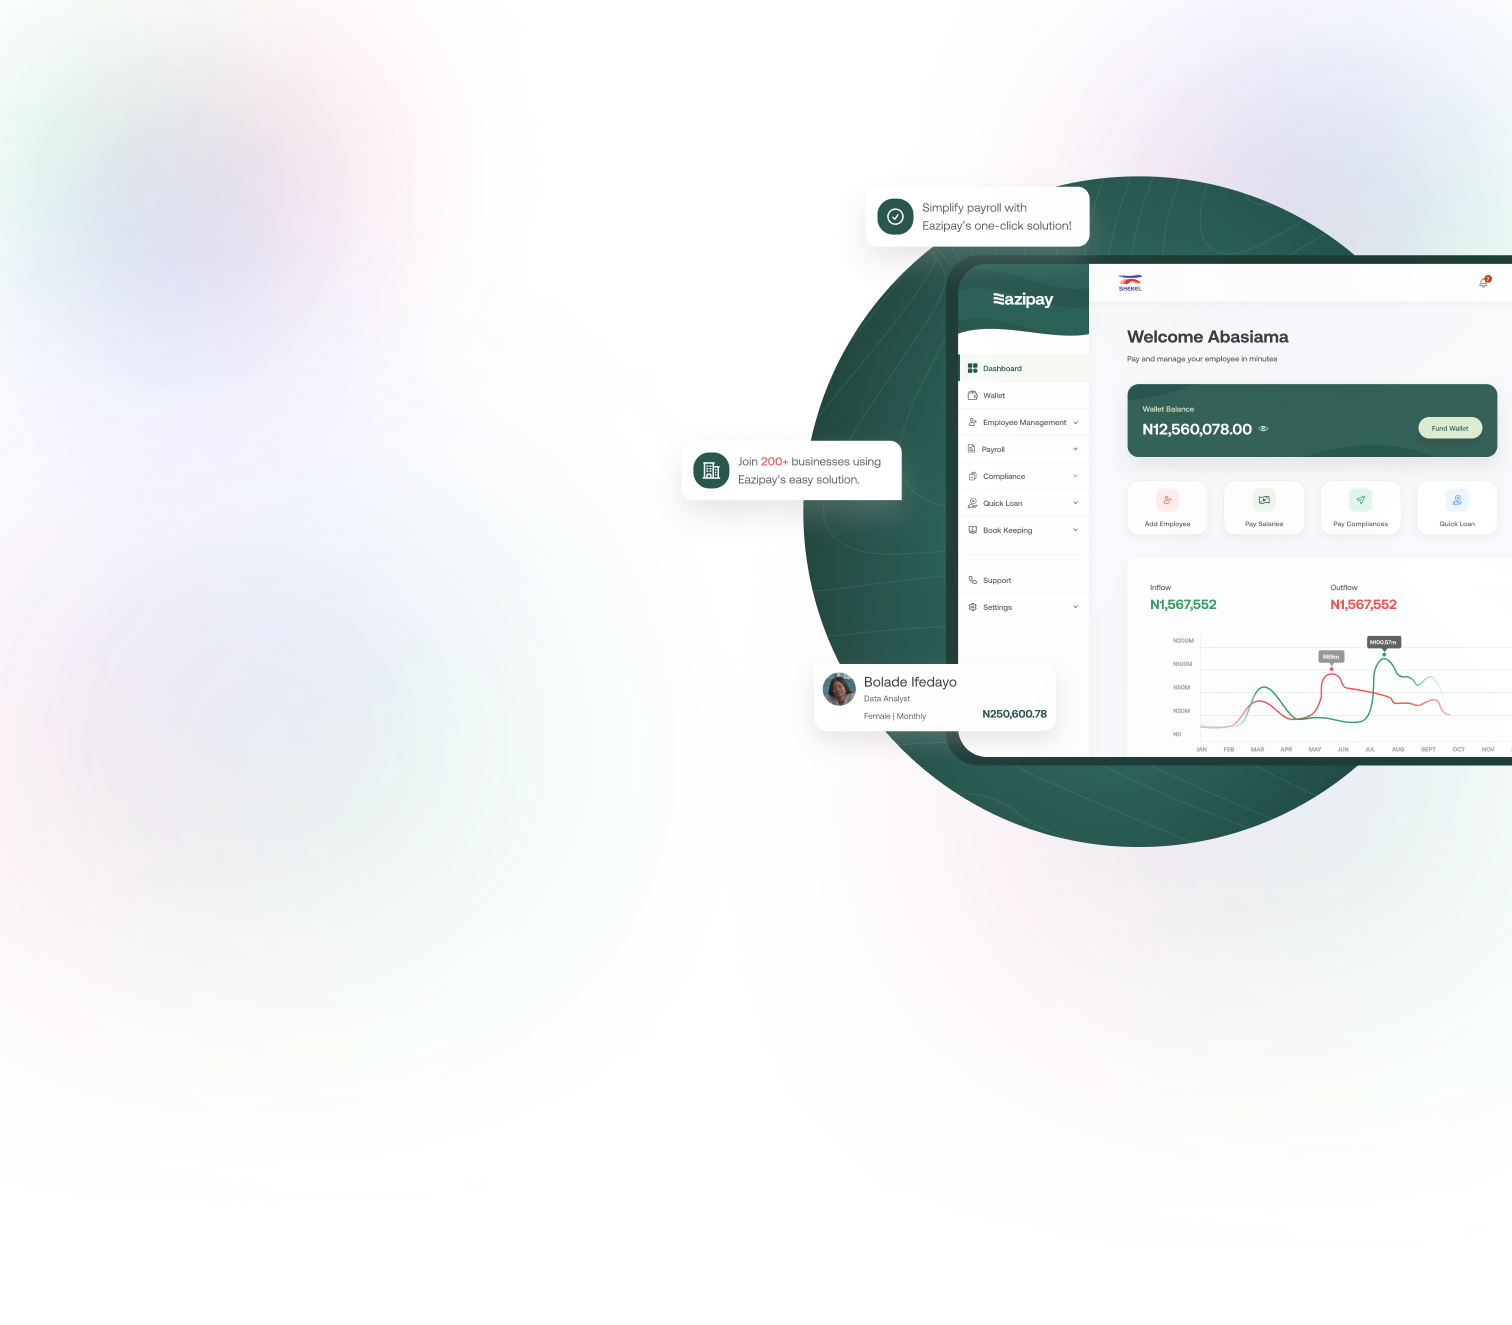 Simplify payroll with
Eazipay's one-click solution!
Eazipay
SHEKEL
7
Welcome Abasiama
Pay and manage your employee in minutes
Dashboard
Wallet
Employee Management
Payroll
Compliance
Quick Loan
Book Keeping
Support
Settings
Wallet Balance
N12,560,078.00
Fund Wallet
Join 200+ businesses using
Eazipay's easy solution.
Add Employee
Pay Salaries
Pay Compliances
Quick Loan
Inflow
N1,567,552
Outflow
N1,567,552
N200M
N100M
N50M
N20M
N0
N89m
N100.57m
JAN FEB MAR APR MAY JUN JUL AUG SEPT OCT NOV
Bolade Ifedayo
Data Analyst
Female | Monthly
N250,600.78